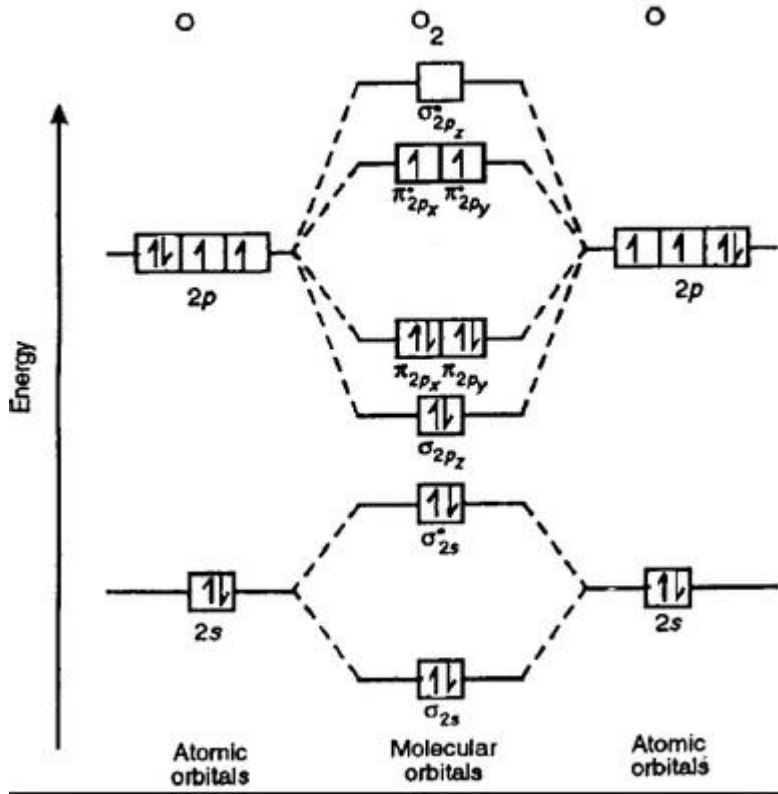 O O₂ O
σ*2pz
π*2px π*2py
2p 2p
π2px π2py
σ2pz
σ*2s
2s 2s
σ2s
Energy
Atomic orbitals
Molecular orbitals
Atomic orbitals